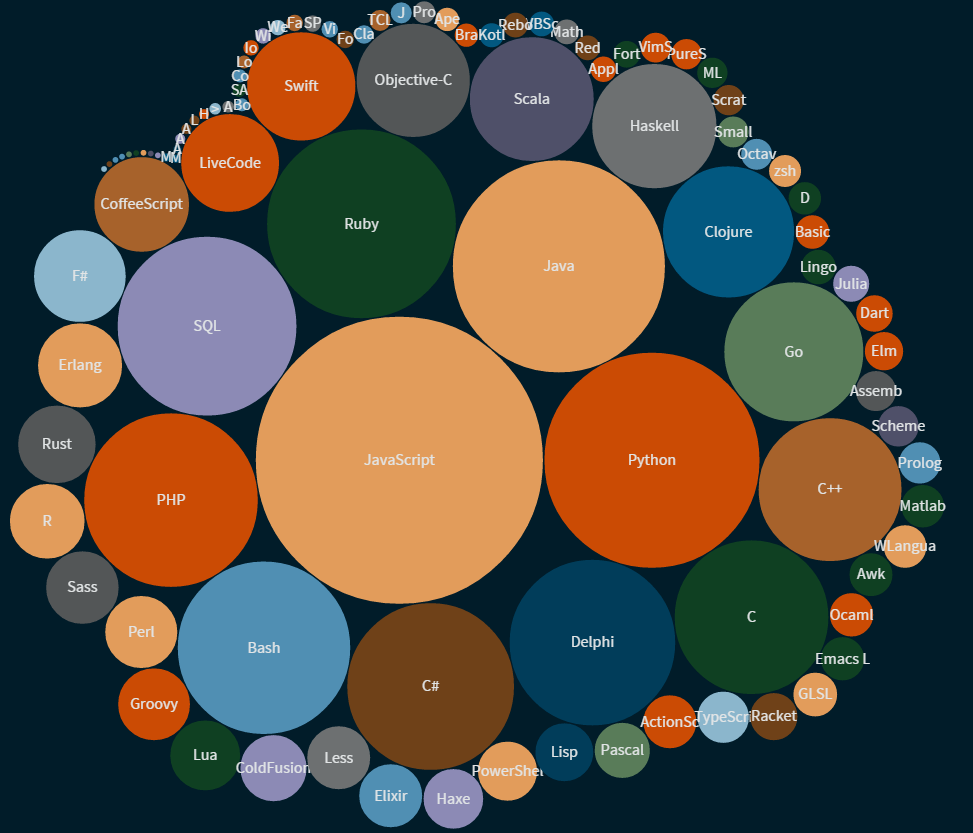 TCL
J
Pro
Ape
We
Fa
SP
Vi
Fo
Cla
Bra
Kotl
Rebo
VBSc
Math
Wi
Io
Lo
Co
SA
Bo
Red
Appl
Fort
VimS
PureS
ML
Swift
Objective-C
Scala
Haskell
Scrat
Small
Octav
zsh
D
H
>
A
L
A
A
A
MM
LiveCode
CoffeeScript
Ruby
Java
Clojure
Basic
Lingo
Julia
Dart
Elm
F#
SQL
Go
Erlang
Assemb
Scheme
Rust
JavaScript
Python
Prolog
PHP
C++
Matlab
R
WLangua
Awk
Sass
Perl
Bash
Delphi
C
Ocaml
Emacs L
C#
GLSL
Groovy
ActionSc
TypeScri
Racket
Lua
ColdFusion
Less
Lisp
Pascal
PowerShel
Elixir
Haxe